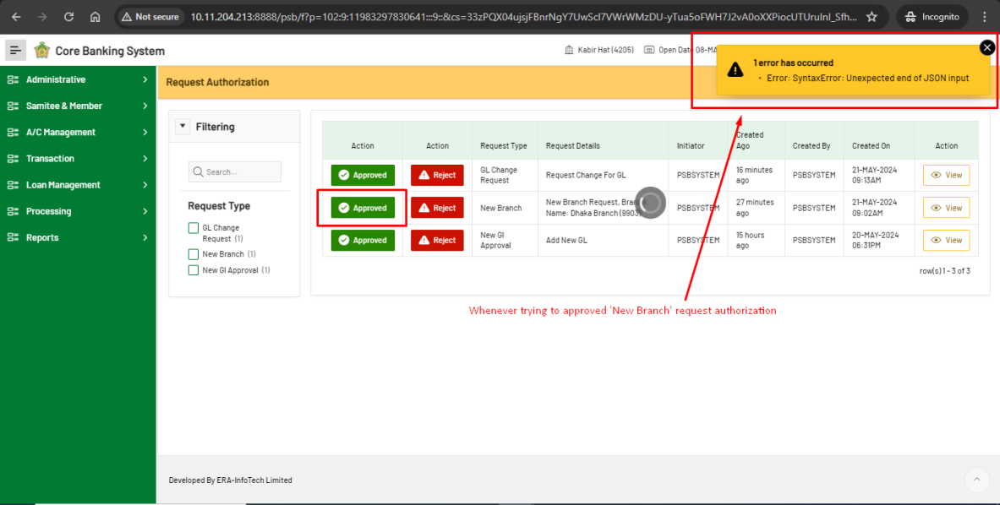 Not secure
10.11.204.213:8888/psb/f?p=102:9:11983297830641:::9::&cs=33zPQX04ujsjFBnrNgY7UwScl7VWrWMzDU-yTua5oFWH7J2vA0oXXPiocUTUruInI_Sfh...
Incognito
Core Banking System
Kabir Hat (4205)
Open Date 08-MA
1 error has occurred
• Error: SyntaxError: Unexpected end of JSON input
Administrative
Samitee & Member
A/C Management
Transaction
Loan Management
Processing
Reports
Request Authorization
Filtering
Search...
Request Type
GL Change
Request (1)
New Branch (1)
New Gl Approval (1)
Action Action Request Type Request Details Initiator Created Ago Created By Created On Action
Approved Reject GL Change Request Request Change For GL PSBSYSTEM 16 minutes ago PSBSYSTEM 21-MAY-2024 09:13AM View
Approved Reject New Branch New Branch Request, Bran Name: Dhaka Branch (9903) PSBSYSTEM 27 minutes ago PSBSYSTEM 21-MAY-2024 09:02AM View
Approved Reject New Gl Approval Add New GL PSBSYSTEM 15 hours ago PSBSYSTEM 20-MAY-2024 06:31PM View
row(s) 1 - 3 of 3
Whenever trying to approved 'New Branch' request authorization
Developed By ERA-InfoTech Limited